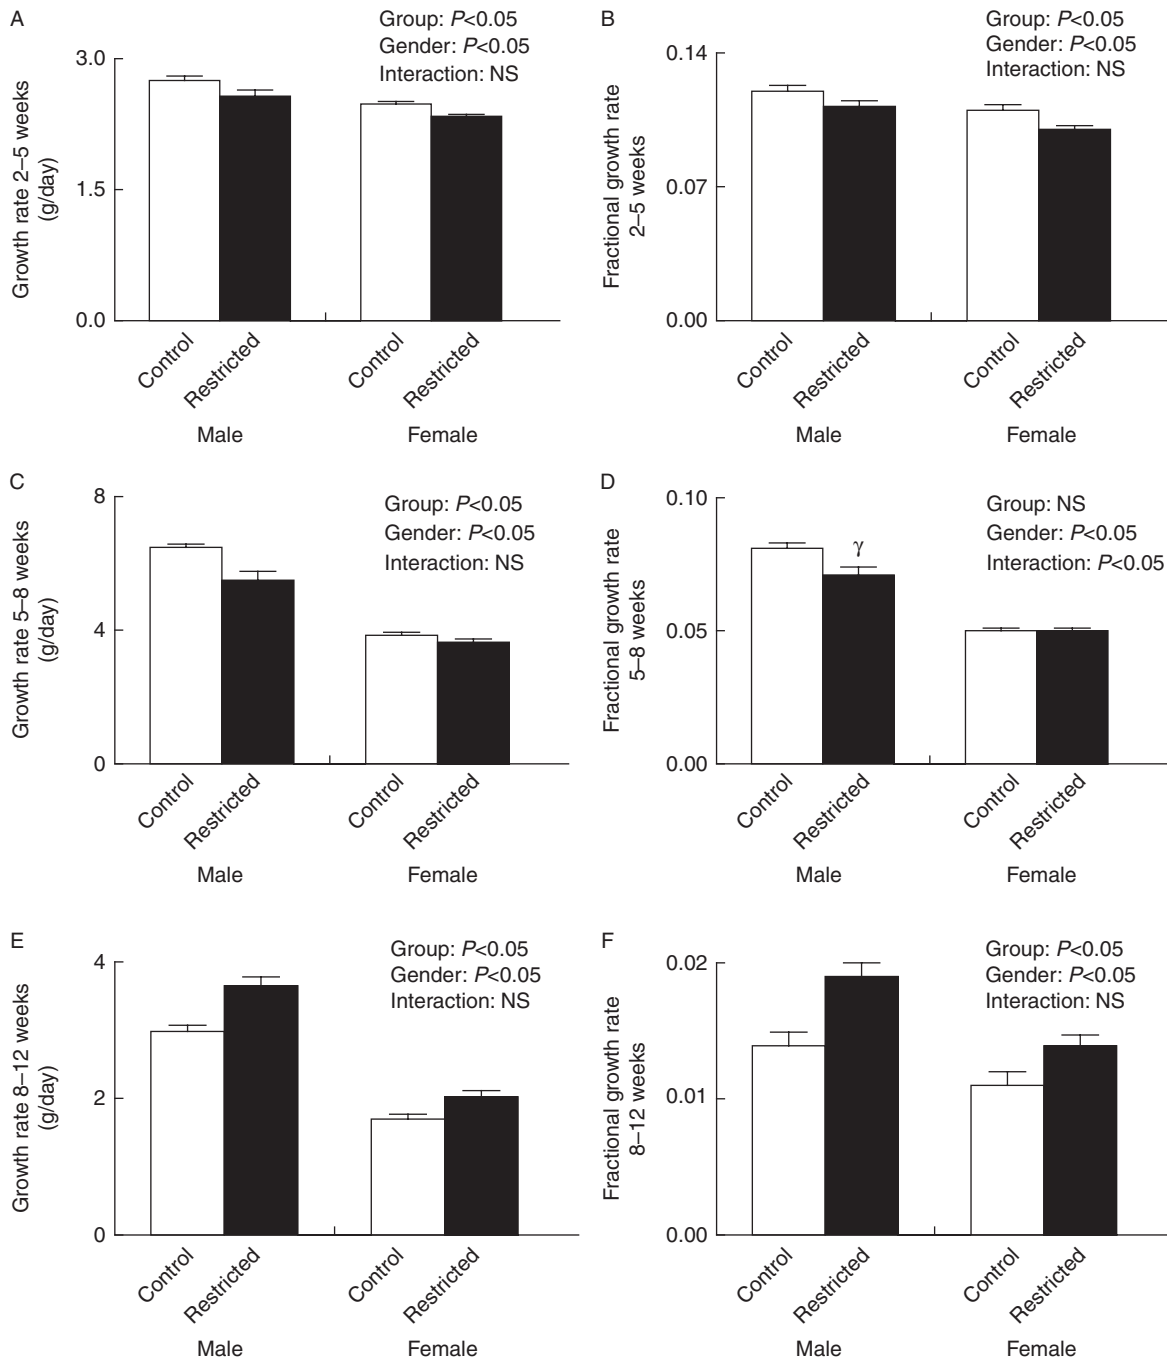 A
Group: P<0.05
Gender: P<0.05
Interaction: NS
Growth rate 2–5 weeks
(g/day)
3.0
1.5
0.0
Control
Restricted
Control
Restricted
Male
Female
B
Group: P<0.05
Gender: P<0.05
Interaction: NS
Fractional growth rate
2–5 weeks
0.14
0.07
0.00
Control
Restricted
Control
Restricted
Male
Female
C
Group: P<0.05
Gender: P<0.05
Interaction: NS
Growth rate 5–8 weeks
(g/day)
8
4
0
Control
Restricted
Control
Restricted
Male
Female
D
Group: NS
Gender: P<0.05
Interaction: P<0.05
Fractional growth rate
5–8 weeks
0.10
0.05
0.00
γ
Control
Restricted
Control
Restricted
Male
Female
E
Group: P<0.05
Gender: P<0.05
Interaction: NS
Growth rate 8–12 weeks
(g/day)
4
2
0
Control
Restricted
Control
Restricted
Male
Female
F
Group: P<0.05
Gender: P<0.05
Interaction: NS
Fractional growth rate
8–12 weeks
0.02
0.01
0.00
Control
Restricted
Control
Restricted
Male
Female